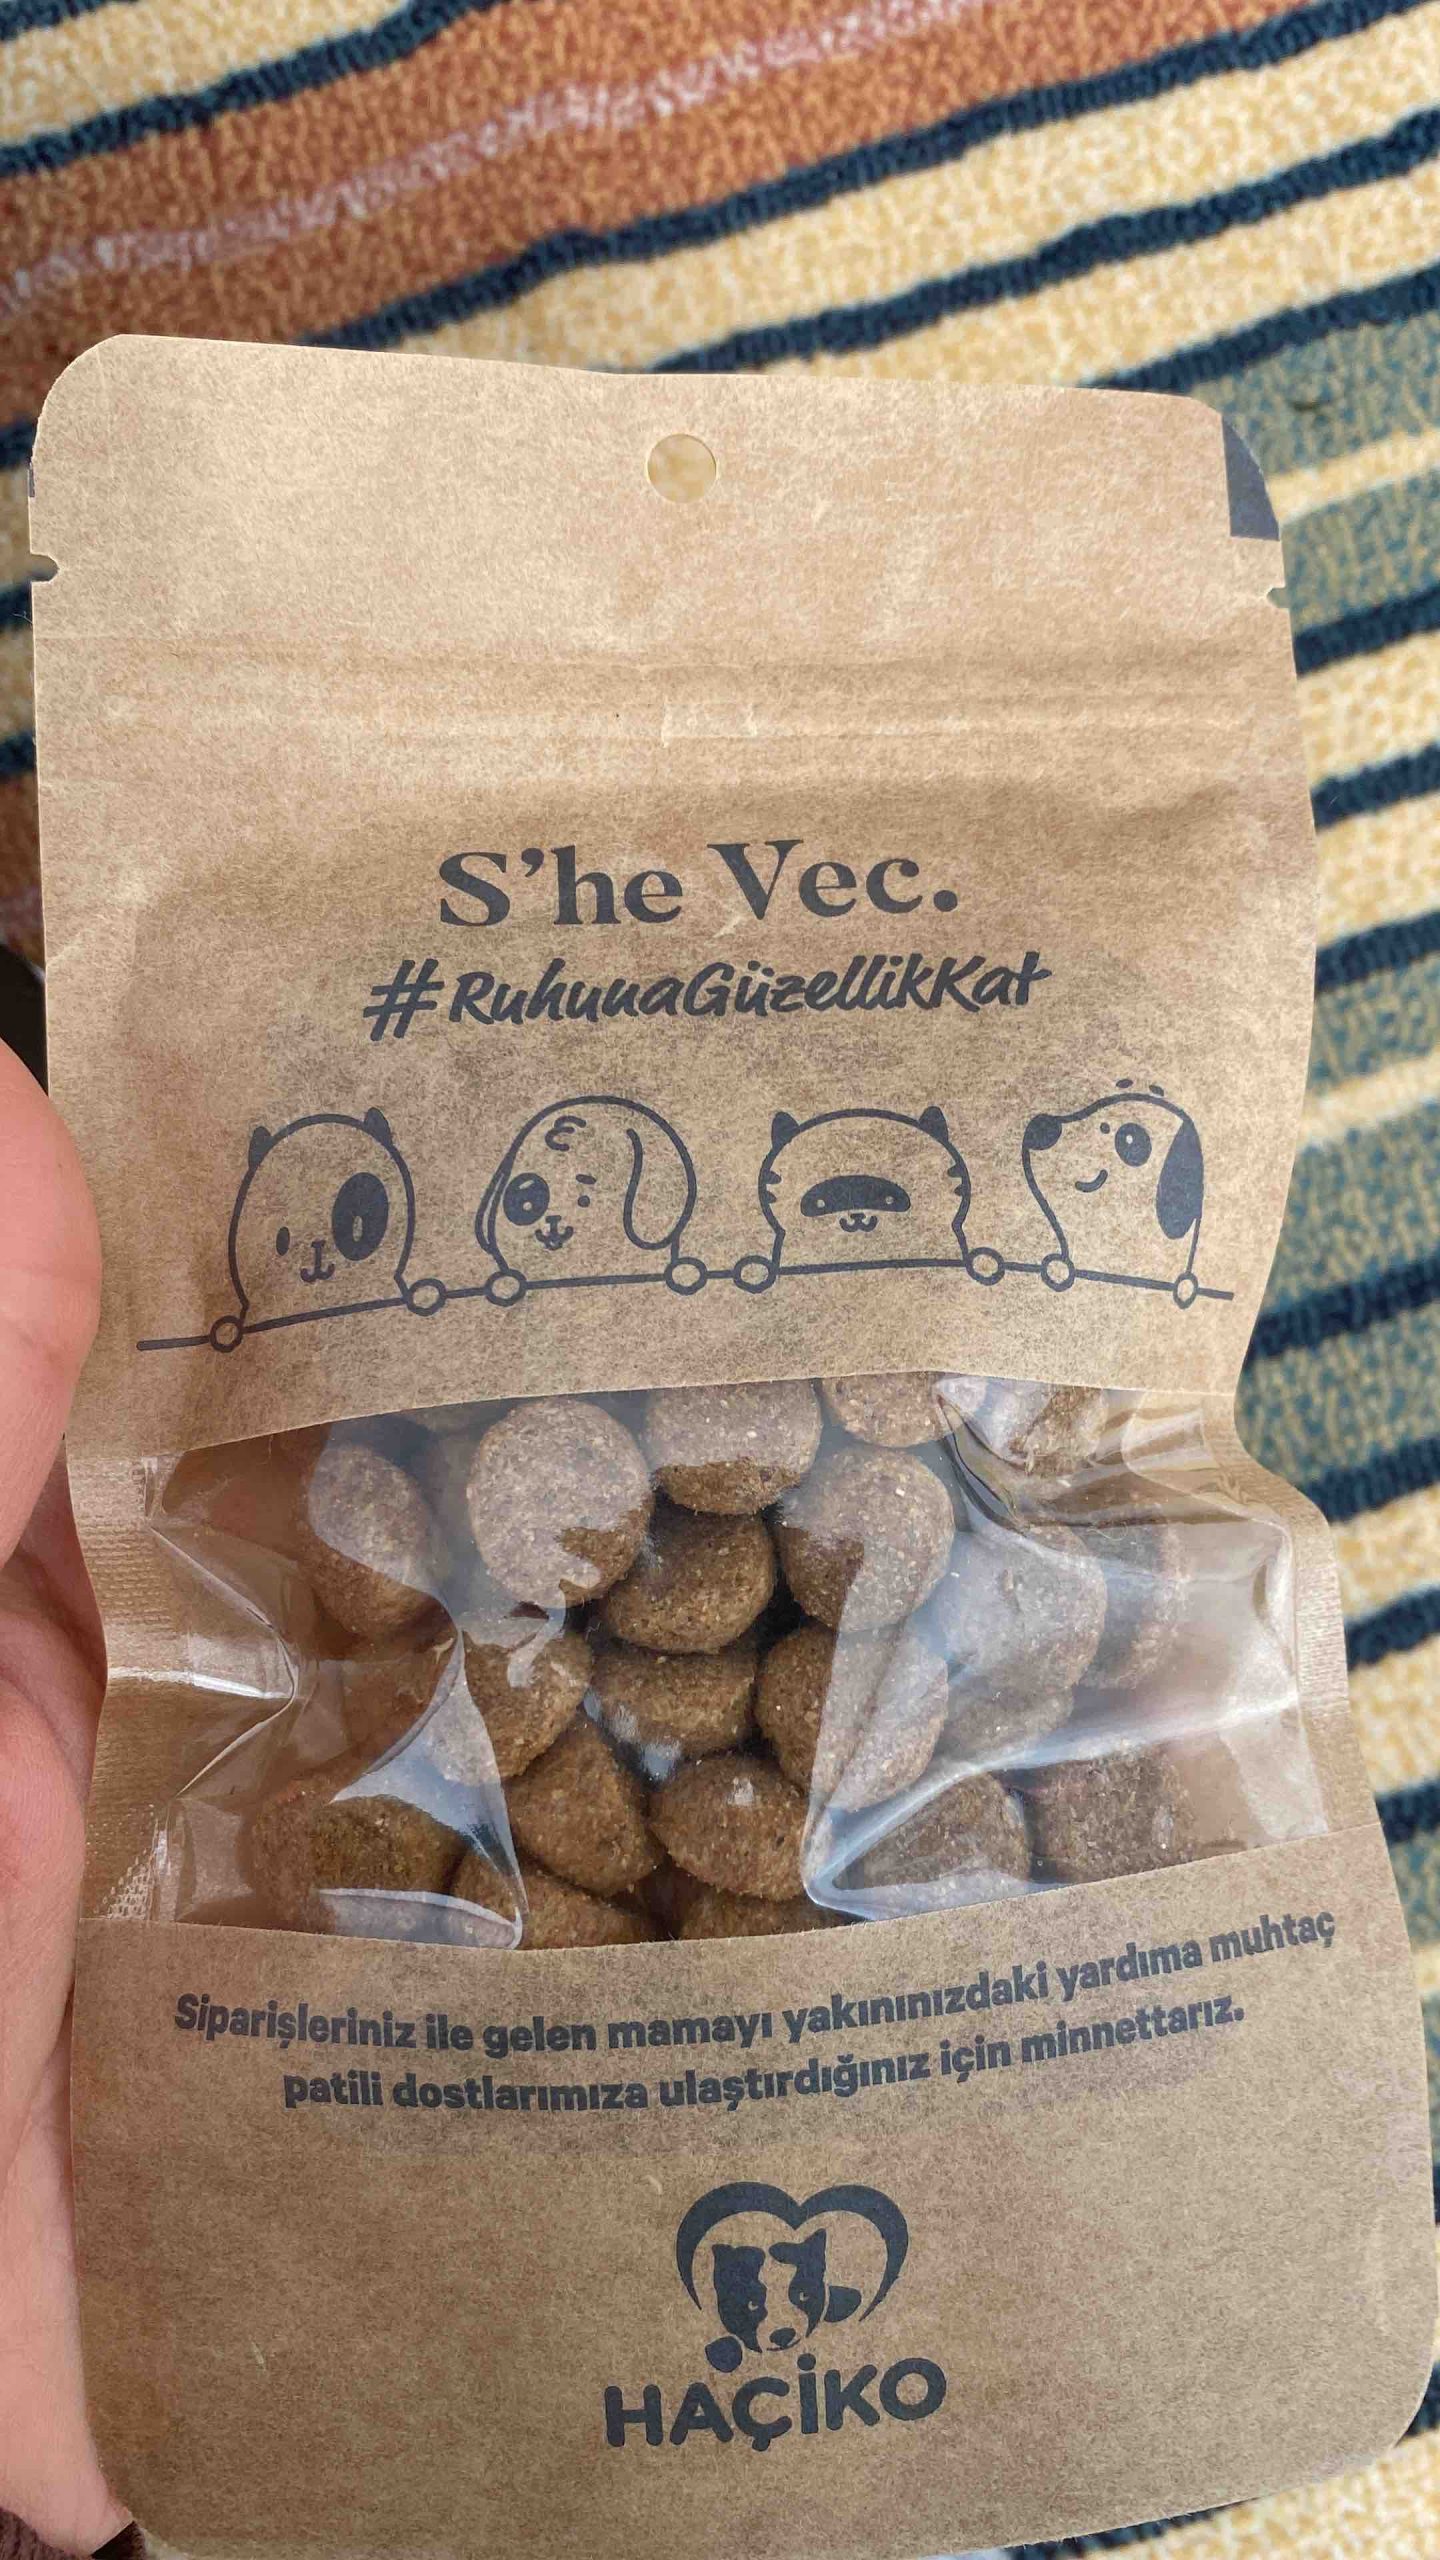 S'he Vec.
#RuhunaGüzellikKat
Siparişleriniz ile gelen mamayı yakınınızdaki yardıma muhtaç
patili dostlarımıza ulaştırdığınız için minnettarız.
HAÇİKO